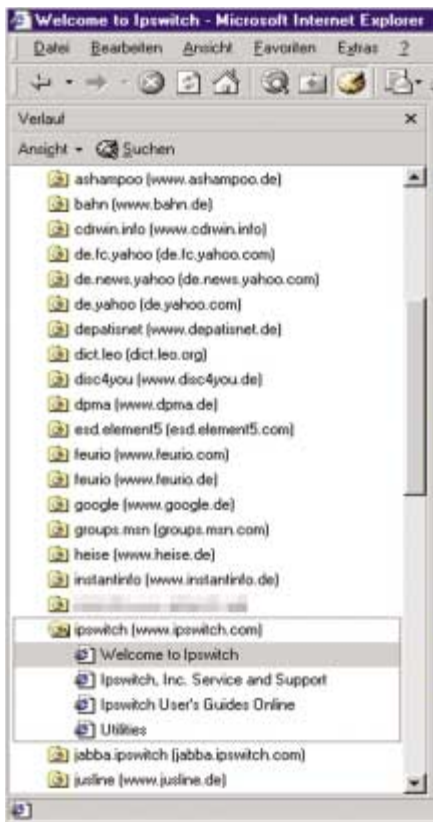 Welcome to Ipswitch - Microsoft Internet Explorer
Datei Bearbeiten Ansicht Favoriten Extras ?
Verlauf
Ansicht Suchen
ashampoo (www.ashampoo.de)
bahn (www.bahn.de)
cdrwin.info (www.cdrwin.info)
de.fc.yahoo (de.fc.yahoo.com)
de.news.yahoo (de.news.yahoo.com)
de.yahoo (de.yahoo.com)
depatisnet (www.depatisnet.de)
dict.leo (dict.leo.org)
disc4you (www.disc4you.de)
dpma (www.dpma.de)
esd.element5 (esd.element5.com)
feurio (www.feurio.com)
feurio (www.feurio.de)
google (www.google.de)
groups.msn (groups.msn.com)
heise (www.heise.de)
instantinfo (www.instantinfo.de)
ipswitch (www.ipswitch.com)
Welcome to Ipswitch
Ipswitch, Inc. Service and Support
Ipswitch User's Guides Online
Utilities
jabba.ipswitch (jabba.ipswitch.com)
jusline (www.jusline.de)